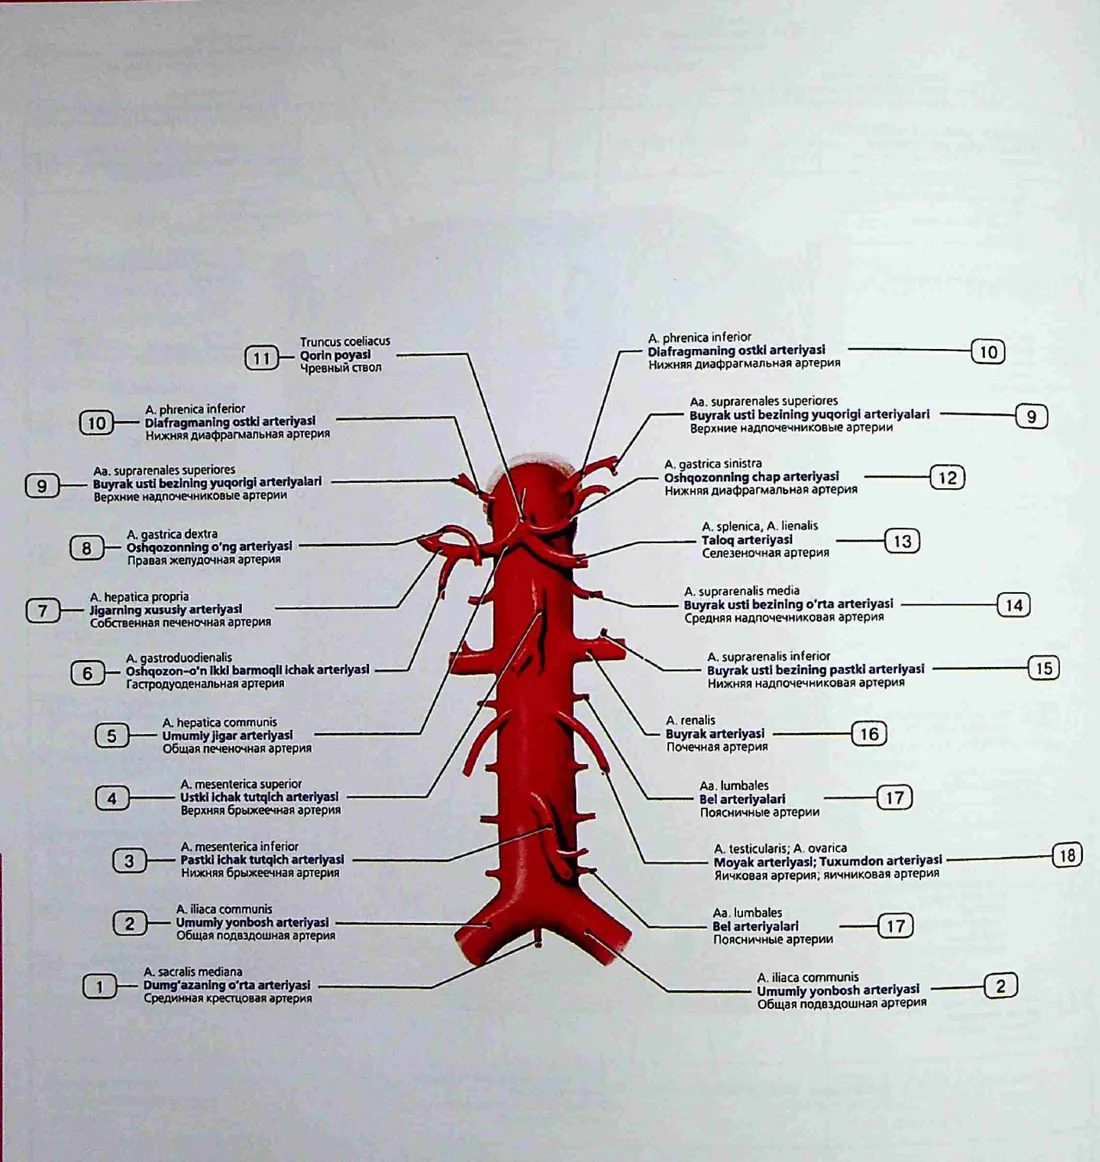 11
Truncus coeliacus
Qorin poyasi
Чревный ствол
A. phrenica inferior
Diafragmaning ostki arteriyasi
Нижняя диафрагмальная артерия
10
10
A. phrenica inferior
Diafragmaning ostki arteriyasi
Нижняя диафрагмальная артерия
Aa. suprarenales superiores
Buyrak usti bezining yuqorigi arteriyalari
Верхние надпочечниковые артерии
9
9
Aa. suprarenales superiores
Buyrak usti bezining yuqorigi arteriyalari
Верхние надпочечниковые артерии
A. gastrica sinistra
Oshqozonning chap arteriyasi
Нижняя диафрагмальная артерия
12
8
A. gastrica dextra
Oshqozonning o'ng arteriyasi
Правая желудочная артерия
A. splenica, A. lienalis
Taloq arteriyasi
Селезеночная артерия
13
7
A. hepatica propria
Jigarning xususiy arteriyasi
Собственная печеночная артерия
A. suprarenalis media
Buyrak usti bezining o'rta arteriyasi
Средняя надпочечниковая артерия
14
6
A. gastroduodienalis
Oshqozon-o'n ikki barmoqli ichak arteriyasi
Гастродуоденальная артерия
A. suprarenalis inferior
Buyrak usti bezining pastki arteriyasi
Нижняя надпочечниковая артерия
15
5
A. hepatica communis
Umumiy jigar arteriyasi
Общая печеночная артерия
A. renalis
Buyrak arteriyasi
Почечная артерия
16
4
A. mesenterica superior
Ustki ichak tutqich arteriyasi
Верхняя брыжеечная артерия
Aa. lumbales
Bel arteriyalari
Поясничные артерии
17
3
A. mesenterica inferior
Pastki ichak tutqich arteriyasi
Нижняя брыжеечная артерия
A. testicularis; A. ovarica
Moyak arteriyasi; Tuxumdon arteriyasi
Яичковая артерия; яичниковая артерия
18
2
A. iliaca communis
Umumiy yonbosh arteriyasi
Общая подвздошная артерия
Aa. lumbales
Bel arteriyalari
Поясничные артерии
17
1
A. sacralis mediana
Dumg'azaning o'rta arteriyasi
Срединная крестцовая артерия
A. iliaca communis
Umumiy yonbosh arteriyasi
Общая подвздошная артерия
2